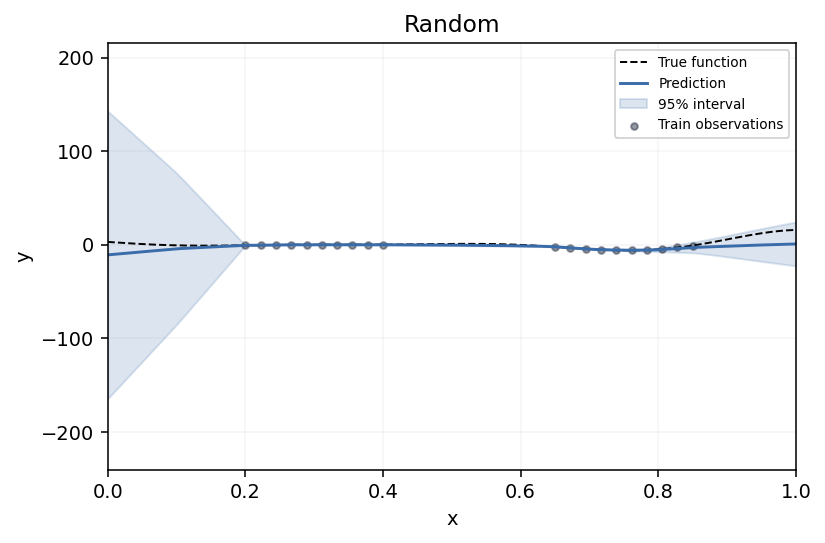 Random
200
100
0
−100
−200
y
0.0 0.2 0.4 0.6 0.8 1.0
x
True function
Prediction
95% interval
Train observations